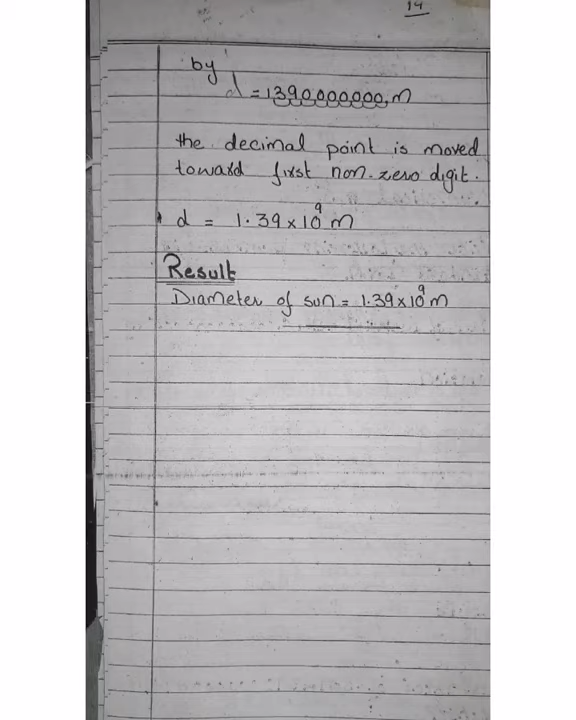 14
by
d = 1390000000.m
the decimal point is moved
toward first non-zero digit.
d = 1.39 × 10⁹ m
Result
Diameter of sun = 1.39 × 10⁹ m